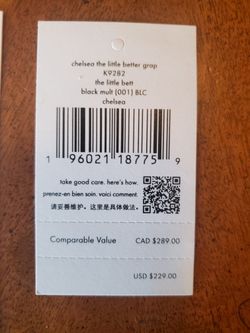 chelsea the little better grap
K9282
the little bett
black mult (001) BLC
chelsea
1 96021 18775 9
take good care. here's how.
prenez-en bien soin. voici comment.
请妥善维护。这里是具体做法。
Comparable Value CAD $289.00
USD $229.00